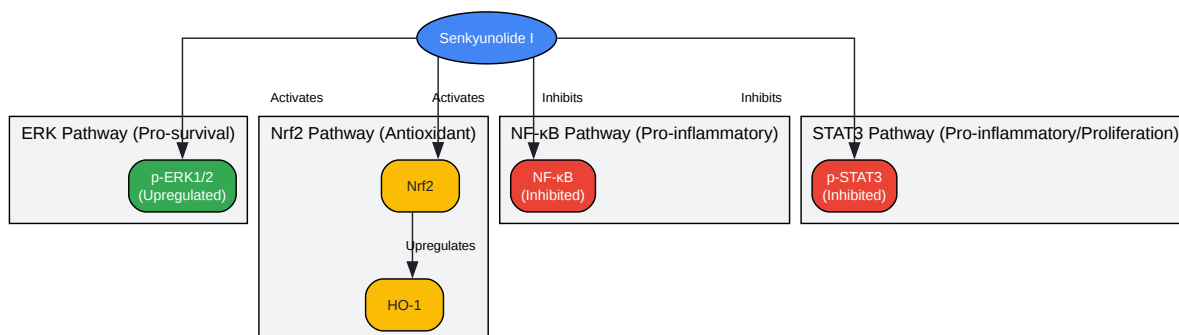 Senkyunolide I
Activates
Activates
Inhibits
Inhibits
ERK Pathway (Pro-survival)
Nrf2 Pathway (Antioxidant)
NF-κB Pathway (Pro-inflammatory)
STAT3 Pathway (Pro-inflammatory/Proliferation)
p-ERK1/2
(Upregulated)
Nrf2
NF-κB
(Inhibited)
p-STAT3
(Inhibited)
Upregulates
HO-1